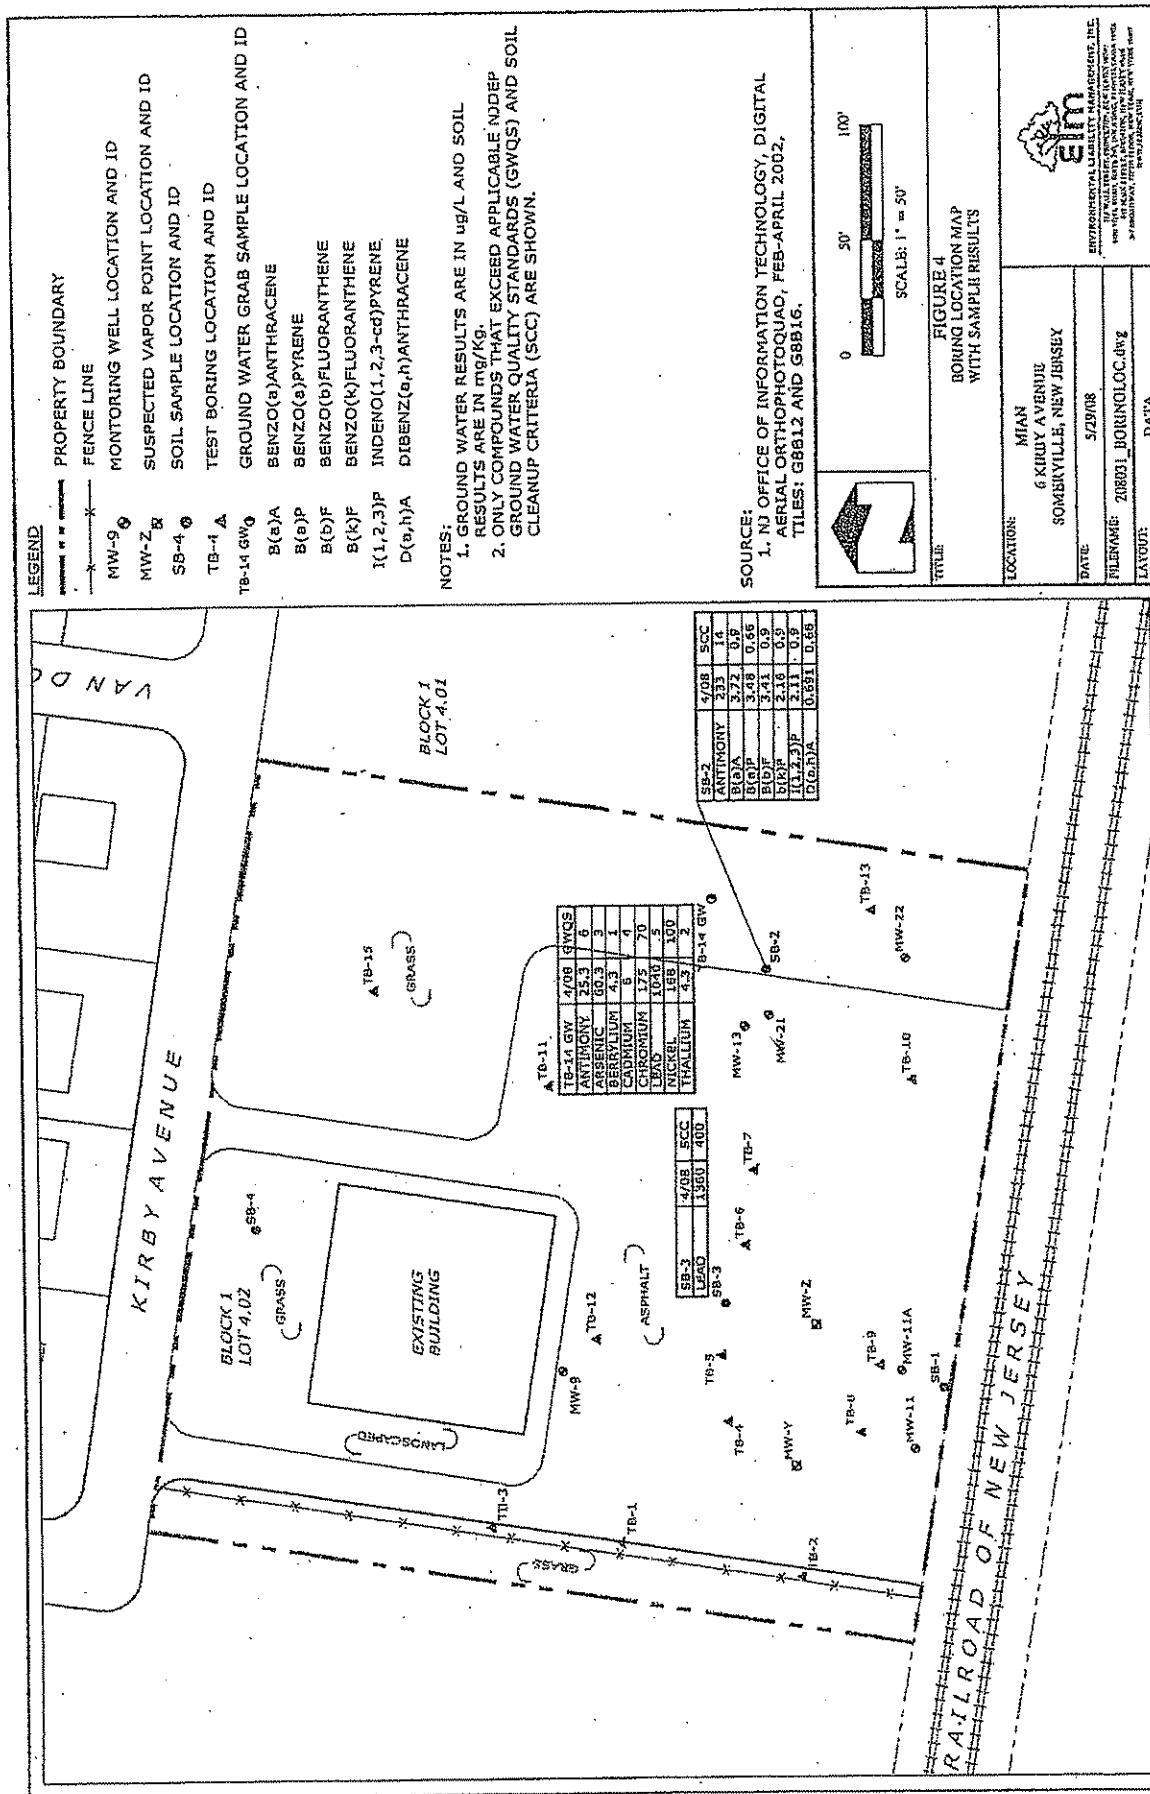 LEGEND
PROPERTY BOUNDARY
FENCE LINE
MW-9 MONTORING WELL LOCATION AND ID
MW-Z SUSPECTED VAPOR POINT LOCATION AND ID
SB-4 SOIL SAMPLE LOCATION AND ID
TB-4 TEST BORING LOCATION AND ID
TB-14 GW GROUND WATER GRAB SAMPLE LOCATION AND ID
B(a)A BENZO(a)ANTHRACENE
B(a)P BENZO(a)PYRENE
B(b)F BENZO(b)FLUORANTHENE
B(k)F BENZO(k)FLUORANTHENE
I(1,2,3)P INDENO(1,2,3-cd)PYRENE
D(a,h)A DIBENZ(a,h)ANTHRACENE
NOTES:
1. GROUND WATER RESULTS ARE IN ug/L AND SOIL
RESULTS ARE IN mg/Kg.
2. ONLY COMPOUNDS THAT EXCEED APPLICABLE NJDEP
GROUND WATER QUALITY STANDARDS (GWQS) AND SOIL
CLEANUP CRITERIA (SCC) ARE SHOWN.
SOURCE:
1. NJ OFFICE OF INFORMATION TECHNOLOGY, DIGITAL
AERIAL ORTHOPHOTOQUAD, FEB-APRIL 2002,
TILES: G8B12 AND G8B16.
0 50' 100'
SCALE: 1" = 50'
TITLE:
FIGURE 4
BORING LOCATION MAP
WITH SAMPLE RESULTS
LOCATION:
MIAN
6 KIRBY AVENUE
SOMERVILLE, NEW JERSEY
DATE: 5/29/08
FILENAME: 208031_BORINGLOC.dwg
LAYOUT: DATA
elm
ENVIRONMENTAL LIABILITY MANAGEMENT, INC.
VAN DO
KIRBY AVENUE
BLOCK 1
LOT 4.02
GRASS
SB-4
BLOCK 1
LOT 4.01
TB-15
GRASS
EXISTING
BUILDING
LANDSCAPED
TB-3
GRASS
TB-1
TB-2
MW-9
TB-12
ASPHALT
TB-11
TB-14 GW 4/08 GWQS
ANTIMONY 25.3 6
ARSENIC 60.3 3
BERRYLIUM 4.3 1
CADMIUM 6 4
CHROMIUM 175 70
LEAD 1040 5
NICKEL 168 100
THALLIUM 4.3 2
TB-14 GW
SB-2 4/08 SCC
ANTIMONY 233 14
B(a)A 3.72 0.9
B(a)P 3.48 0.66
B(b)F 3.41 0.9
b(k)F 2.16 0.9
I(1,2,3)P 2.11 0.9
D(a,h)A 0.691 0.66
SB-3 4/08 SCC
LEAD 1360 400
SB-3
TB-5
TB-4
TB-6
TB-7
MW-13
MW-21
SB-2
MW-Y
MW-Z
TB-8
TB-9
MW-11
MW-11A
SB-1
TB-10
TB-13
MW-22
RAILROAD OF NEW JERSEY